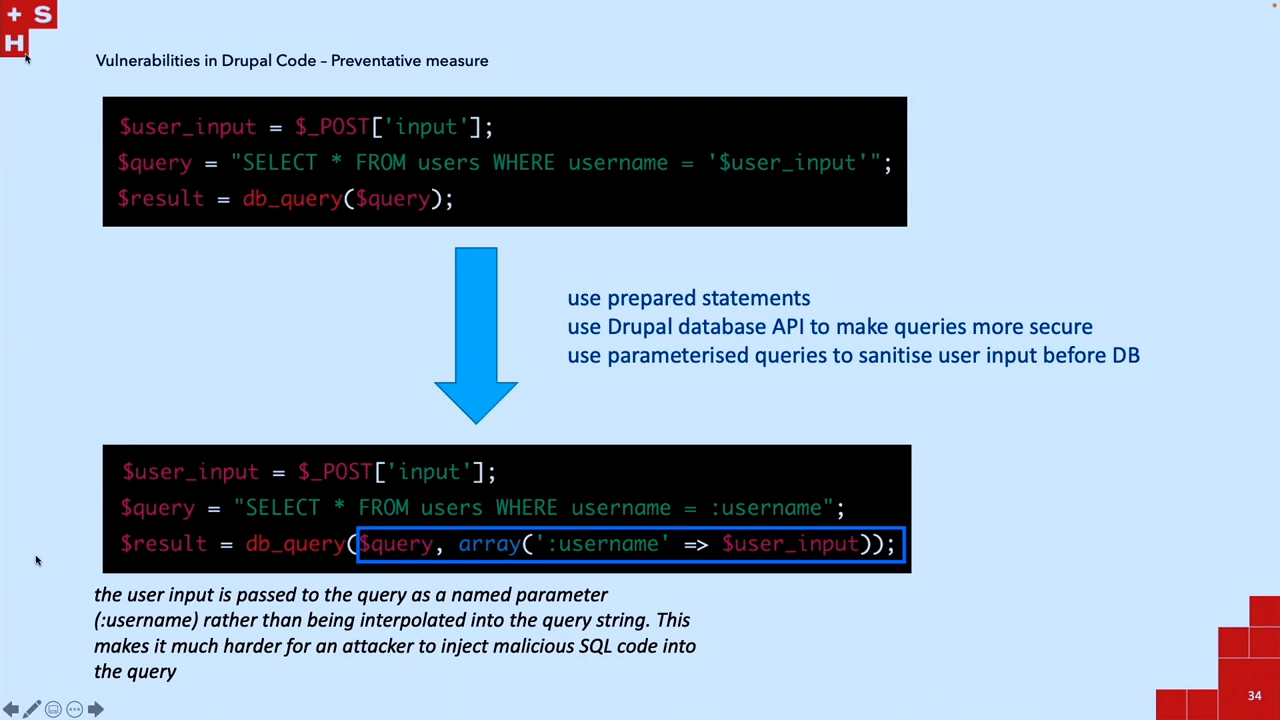 + S
H
Vulnerabilities in Drupal Code – Preventative measure
$user_input = $_POST['input'];
$query = "SELECT * FROM users WHERE username = '$user_input'";
$result = db_query($query);
use prepared statements
use Drupal database API to make queries more secure
use parameterised queries to sanitise user input before DB
$user_input = $_POST['input'];
$query = "SELECT * FROM users WHERE username = :username";
$result = db_query($query, array(':username' => $user_input));
the user input is passed to the query as a named parameter
(:username) rather than being interpolated into the query string. This
makes it much harder for an attacker to inject malicious SQL code into
the query
34